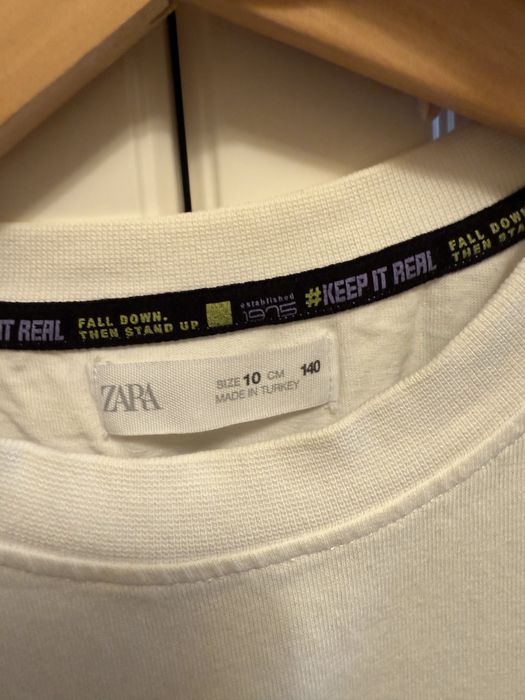 IT REAL
FALL DOWN.
THEN STAND UP.
established
1975
#KEEP IT REAL
FALL DOWN.
THEN STA
ZARA
SIZE 10 CM 140
MADE IN TURKEY